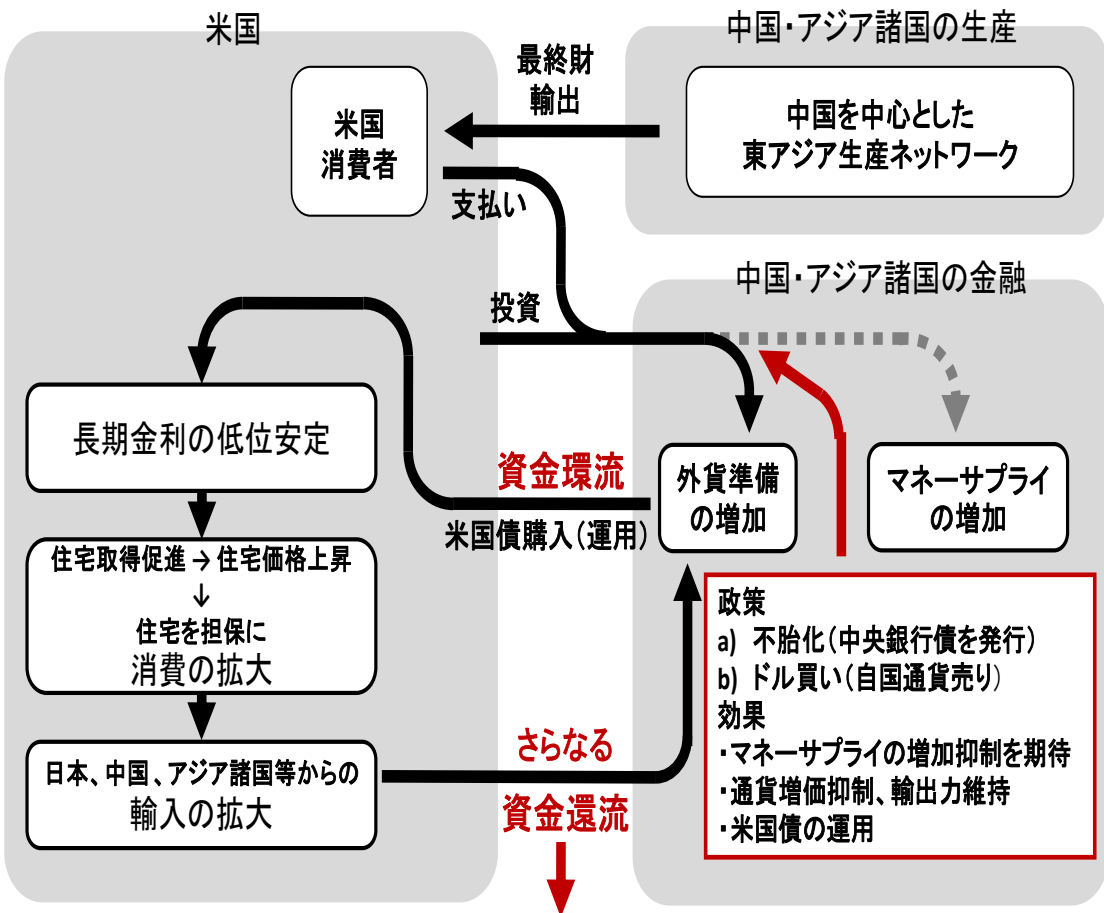 米国
中国・アジア諸国の生産
最終財
輸出
米国
消費者
中国を中心とした
東アジア生産ネットワーク
支払い
中国・アジア諸国の金融
投資
長期金利の低位安定
資金環流
米国債購入（運用）
外貨準備
の増加
マネーサプライ
の増加
住宅取得促進 → 住宅価格上昇
↓
住宅を担保に
消費の拡大
政策
a) 不胎化（中央銀行債を発行）
b) ドル買い（自国通貨売り）
効果
・マネーサプライの増加抑制を期待
・通貨増価抑制、輸出力維持
・米国債の運用
日本、中国、アジア諸国等からの
輸入の拡大
さらなる
資金還流